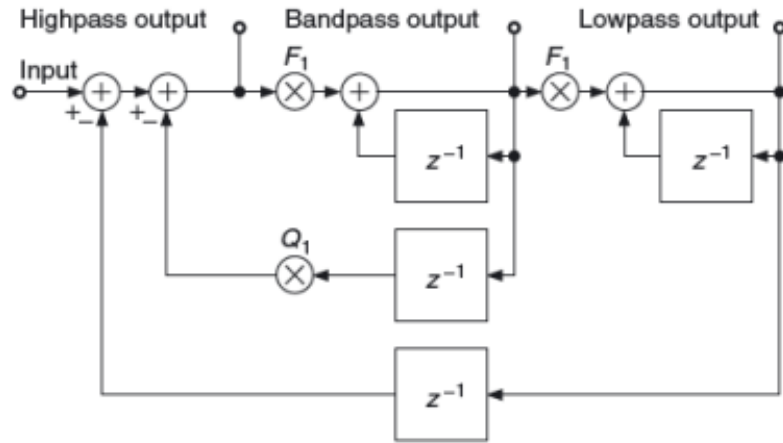 Highpass output Bandpass output Lowpass output
Input F₁ F₁
+ + + +
+ − + −
z⁻¹ z⁻¹
Q₁
z⁻¹
z⁻¹